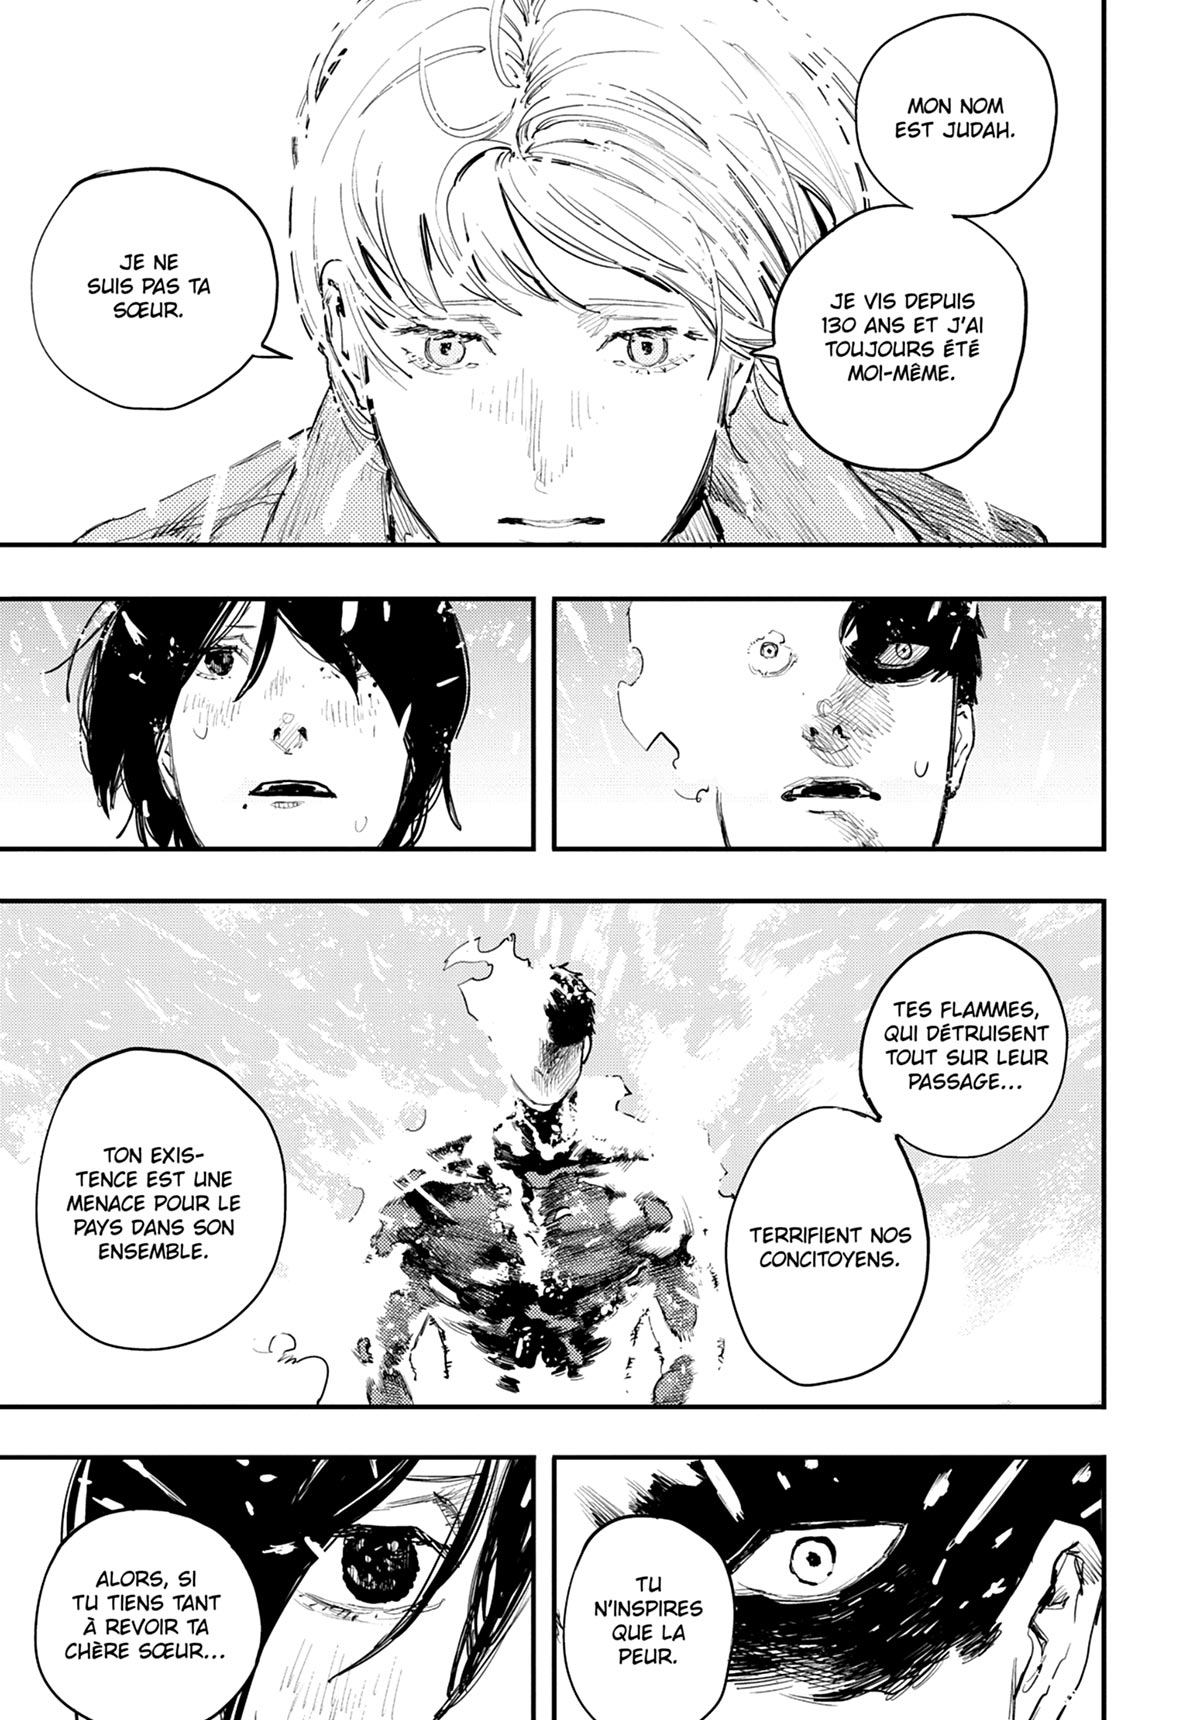 MON NOM
EST JUDAH.
JE VIS DEPUIS
130 ANS ET J'AI
TOUJOURS ÉTÉ
MOI-MÊME.
JE NE
SUIS PAS TA
SŒUR.
TES FLAMMES,
QUI DÉTRUISENT
TOUT SUR LEUR
PASSAGE...
TERRIFIENT NOS
CONCITOYENS.
TON EXIS-
TENCE EST UNE
MENACE POUR LE
PAYS DANS SON
ENSEMBLE.
TU
N'INSPIRES
QUE LA
PEUR.
ALORS, SI
TU TIENS TANT
À REVOIR TA
CHÈRE SŒUR...